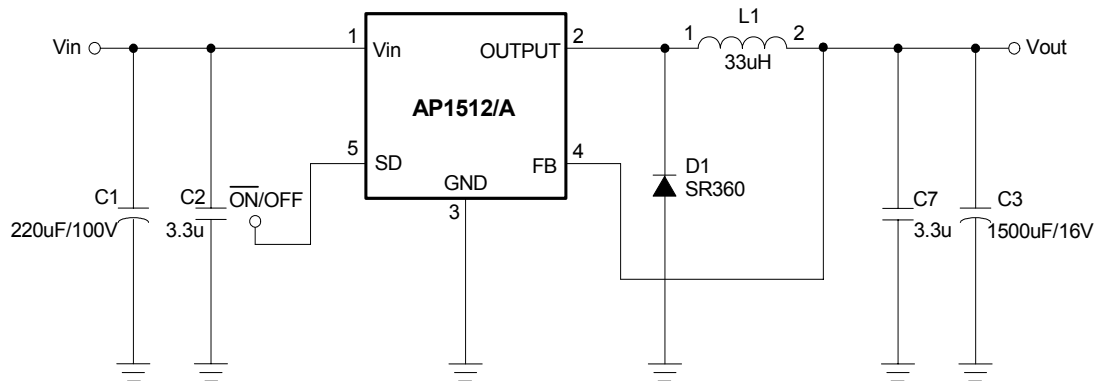 L1
Vin
1
Vin
OUTPUT
2
1
2
Vout
33uH
AP1512/A
5
SD
FB
4
D1
SR360
GND
C1
220uF/100V
C2
3.3u
ON/OFF
3
C7
3.3u
C3
1500uF/16V